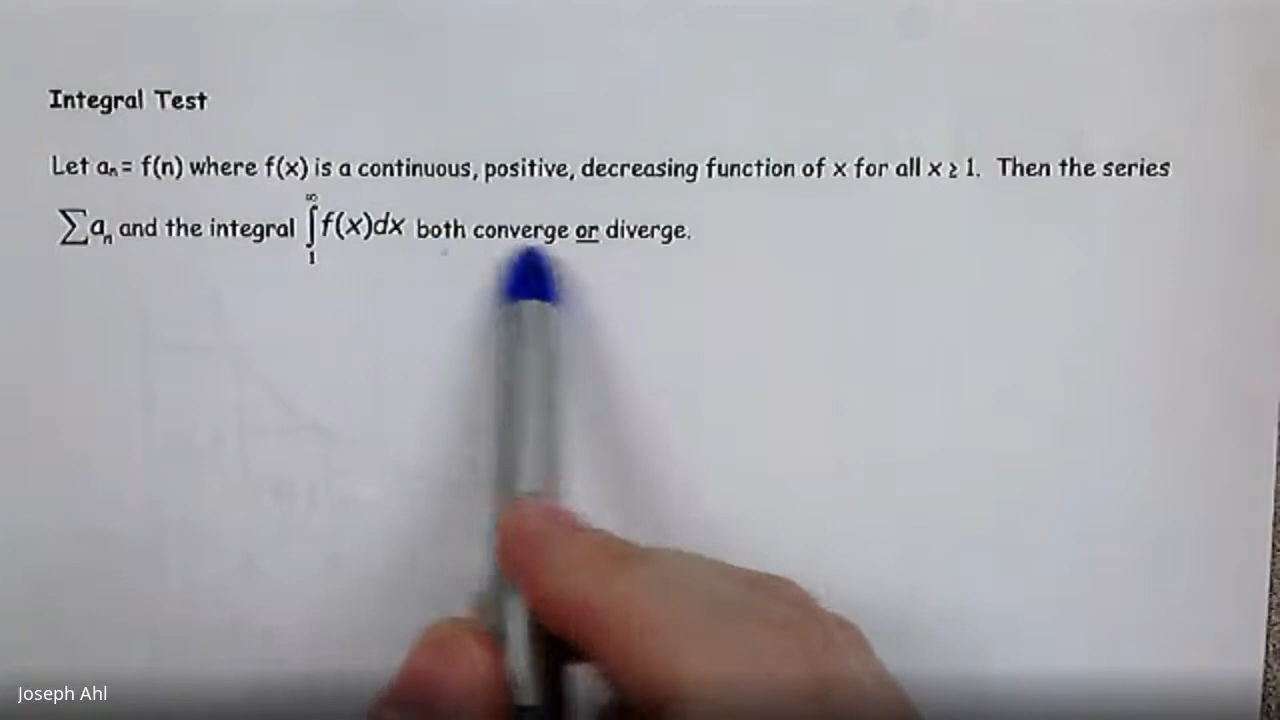 Integral Test
Let aₙ = f(n) where f(x) is a continuous, positive, decreasing function of x for all x ≥ 1. Then the series
∑aₙ and the integral ∫₁^∞ f(x)dx both converge or diverge.
Joseph Ahl